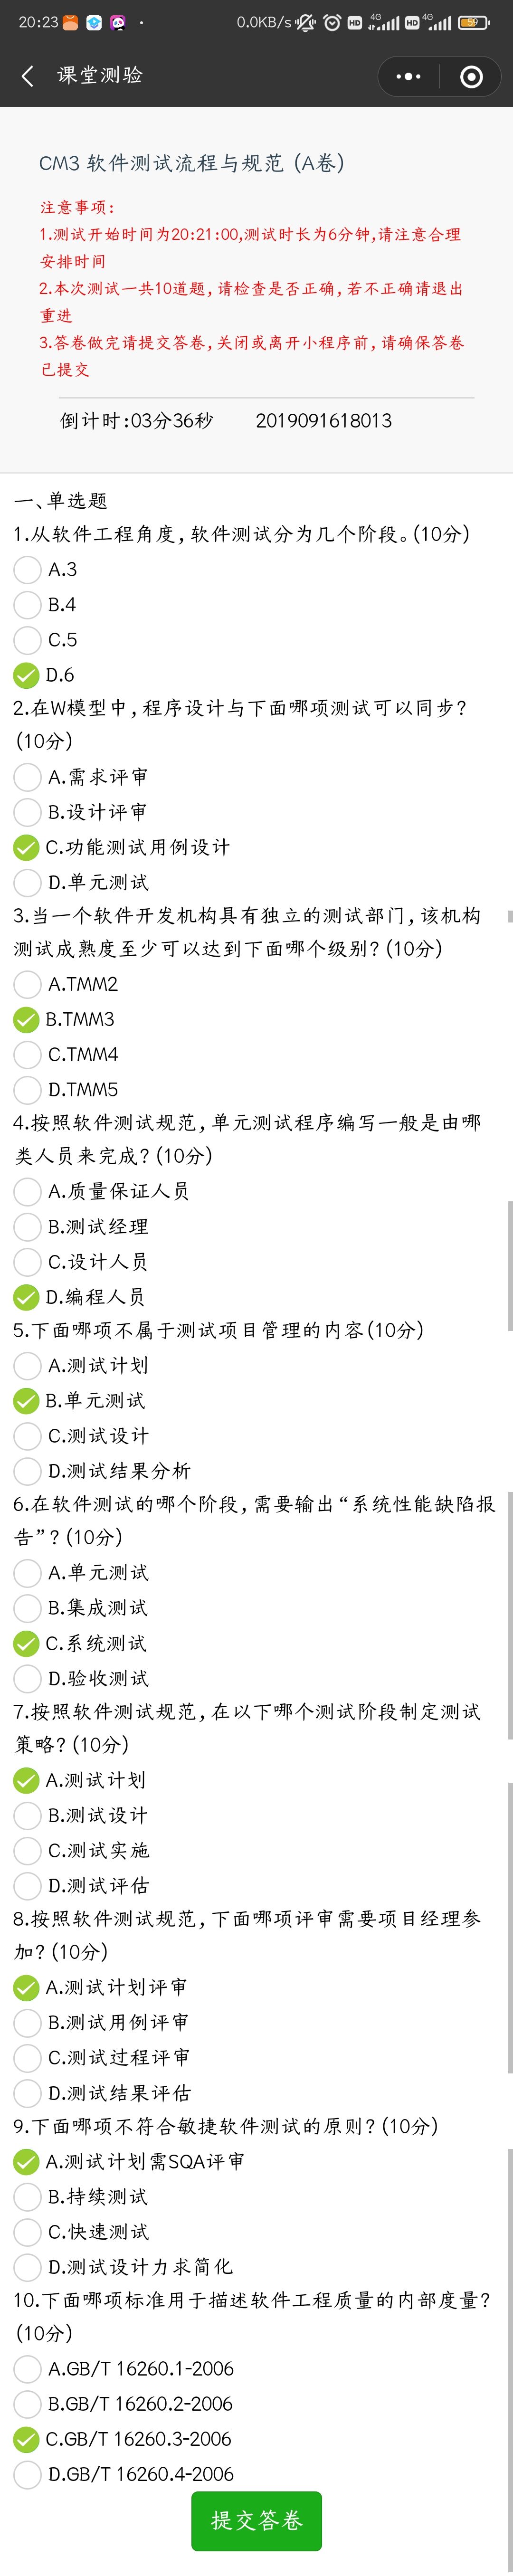 20:23 0.0KB/s HD 4G HD 4G 59
课堂测验
CM3 软件测试流程与规范 (A卷)
注意事项:
1.测试开始时间为20:21:00,测试时长为6分钟,请注意合理
安排时间
2.本次测试一共10道题,请检查是否正确,若不正确请退出
重进
3.答卷做完请提交答卷,关闭或离开小程序前,请确保答卷
已提交
倒计时:03分36秒 2019091618013
一、单选题
1.从软件工程角度,软件测试分为几个阶段。(10分)
A.3
B.4
C.5
D.6
2.在W模型中,程序设计与下面哪项测试可以同步?
(10分)
A.需求评审
B.设计评审
C.功能测试用例设计
D.单元测试
3.当一个软件开发机构具有独立的测试部门,该机构
测试成熟度至少可以达到下面哪个级别?(10分)
A.TMM2
B.TMM3
C.TMM4
D.TMM5
4.按照软件测试规范,单元测试程序编写一般是由哪
类人员来完成?(10分)
A.质量保证人员
B.测试经理
C.设计人员
D.编程人员
5.下面哪项不属于测试项目管理的内容(10分)
A.测试计划
B.单元测试
C.测试设计
D.测试结果分析
6.在软件测试的哪个阶段,需要输出“系统性能缺陷报
告”?(10分)
A.单元测试
B.集成测试
C.系统测试
D.验收测试
7.按照软件测试规范,在以下哪个测试阶段制定测试
策略?(10分)
A.测试计划
B.测试设计
C.测试实施
D.测试评估
8.按照软件测试规范,下面哪项评审需要项目经理参
加?(10分)
A.测试计划评审
B.测试用例评审
C.测试过程评审
D.测试结果评估
9.下面哪项不符合敏捷软件测试的原则?(10分)
A.测试计划需SQA评审
B.持续测试
C.快速测试
D.测试设计力求简化
10.下面哪项标准用于描述软件工程质量的内部度量?
(10分)
A.GB/T 16260.1-2006
B.GB/T 16260.2-2006
C.GB/T 16260.3-2006
D.GB/T 16260.4-2006
提交答卷